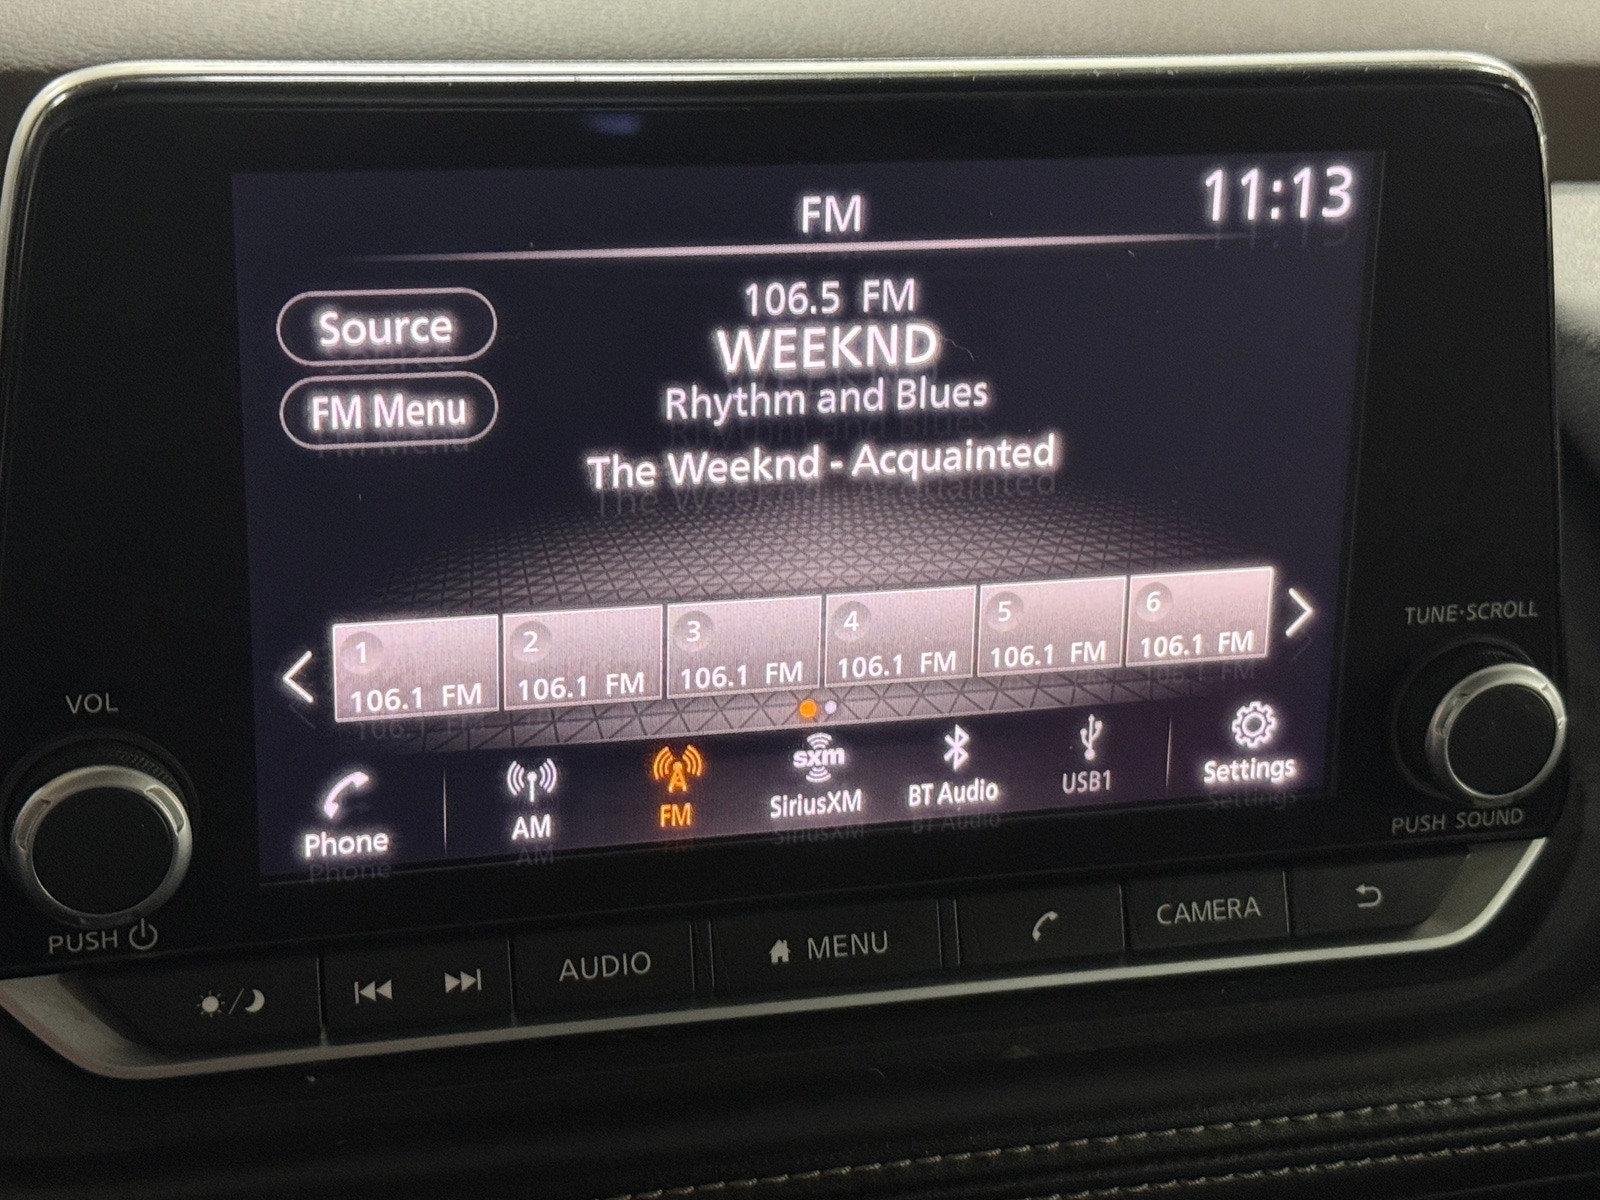 FM
11:13
Source
FM Menu
106.5 FM
WEEKND
Rhythm and Blues
The Weeknd - Acquainted
1
106.1 FM
2
106.1 FM
3
106.1 FM
4
106.1 FM
5
106.1 FM
6
106.1 FM
Phone
AM
FM
sxm
SiriusXM
BT Audio
USB1
Settings
VOL
PUSH
TUNE·SCROLL
PUSH SOUND
AUDIO
MENU
CAMERA